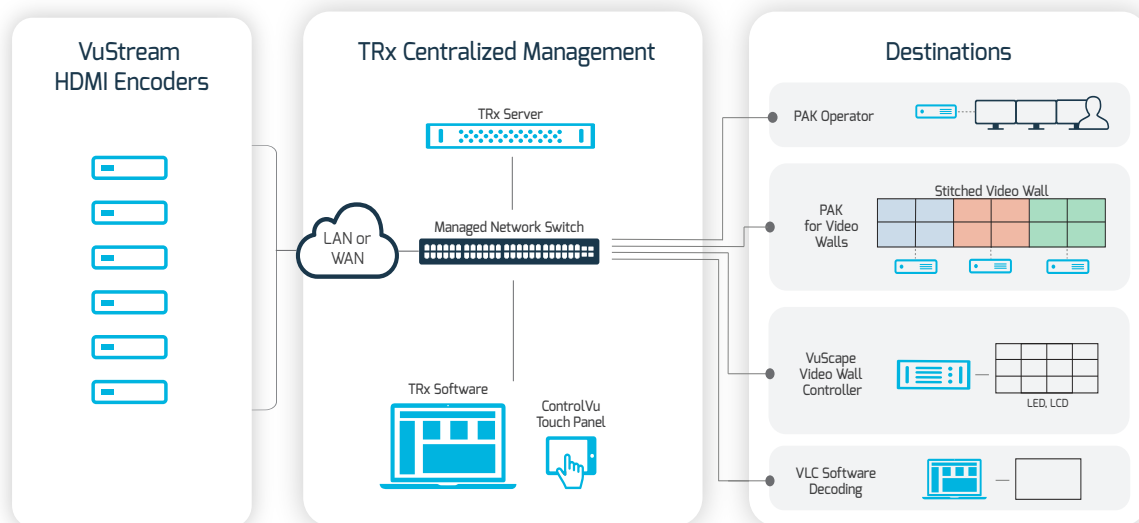 VuStream
HDMI Encoders
TRx Centralized Management
TRx Server
LAN or
WAN
Managed Network Switch
TRx Software
ControlVu
Touch Panel
Destinations
PAK Operator
PAK
for Video
Walls
Stitched Video Wall
VuScape
Video Wall
Controller
LED, LCD
VLC Software
Decoding